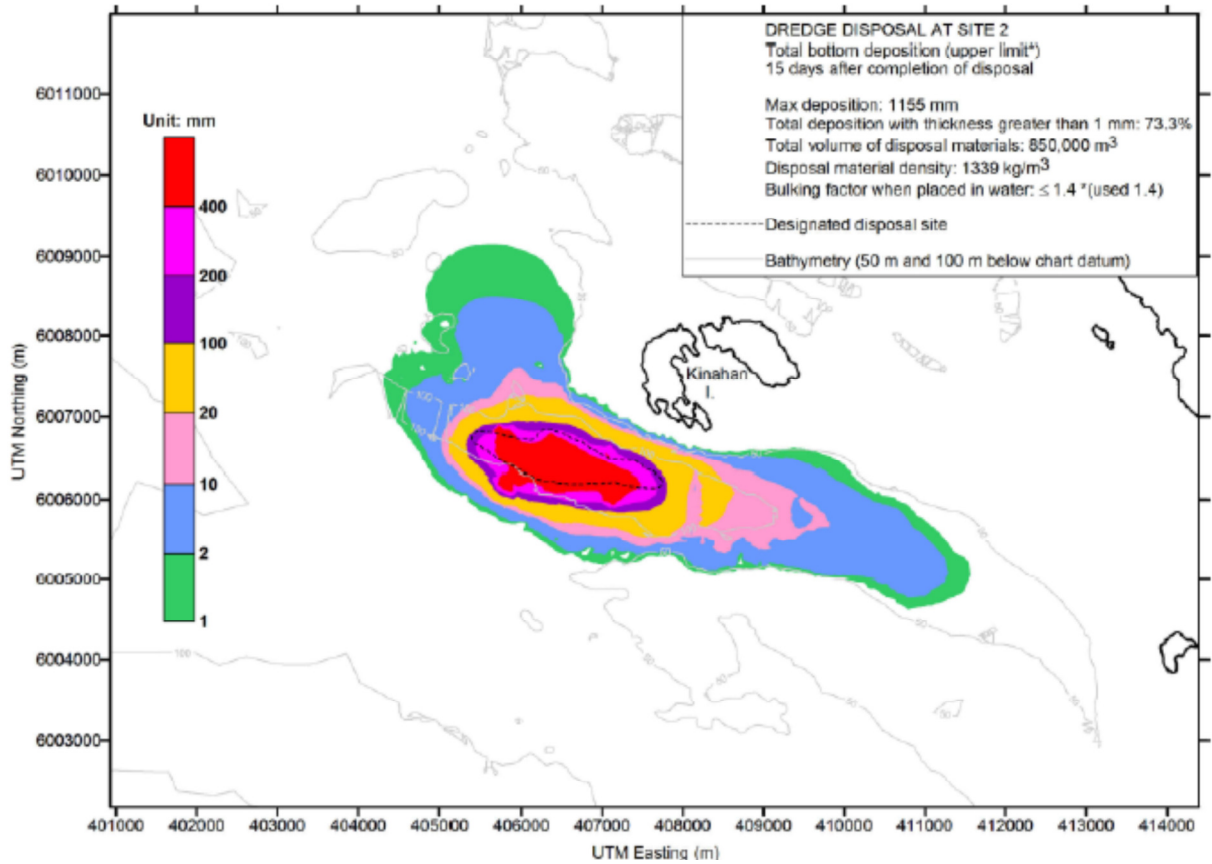 DREDGE DISPOSAL AT SITE 2
Total bottom deposition (upper limit*)
15 days after completion of disposal
Max deposition: 1155 mm
Total deposition with thickness greater than 1 mm: 73.3%
Total volume of disposal materials: 850,000 m³
Disposal material density: 1339 kg/m³
Bulking factor when placed in water: ≤ 1.4 *(used 1.4)
Designated disposal site
Bathymetry (50 m and 100 m below chart datum)
Unit: mm
400
200
100
20
10
2
1
Kinahan
I.
UTM Northing (m)
6011000
6010000
6009000
6008000
6007000
6006000
6005000
6004000
6003000
401000 402000 403000 404000 405000 406000 407000 408000 409000 410000 411000 412000 413000 414000
UTM Easting (m)